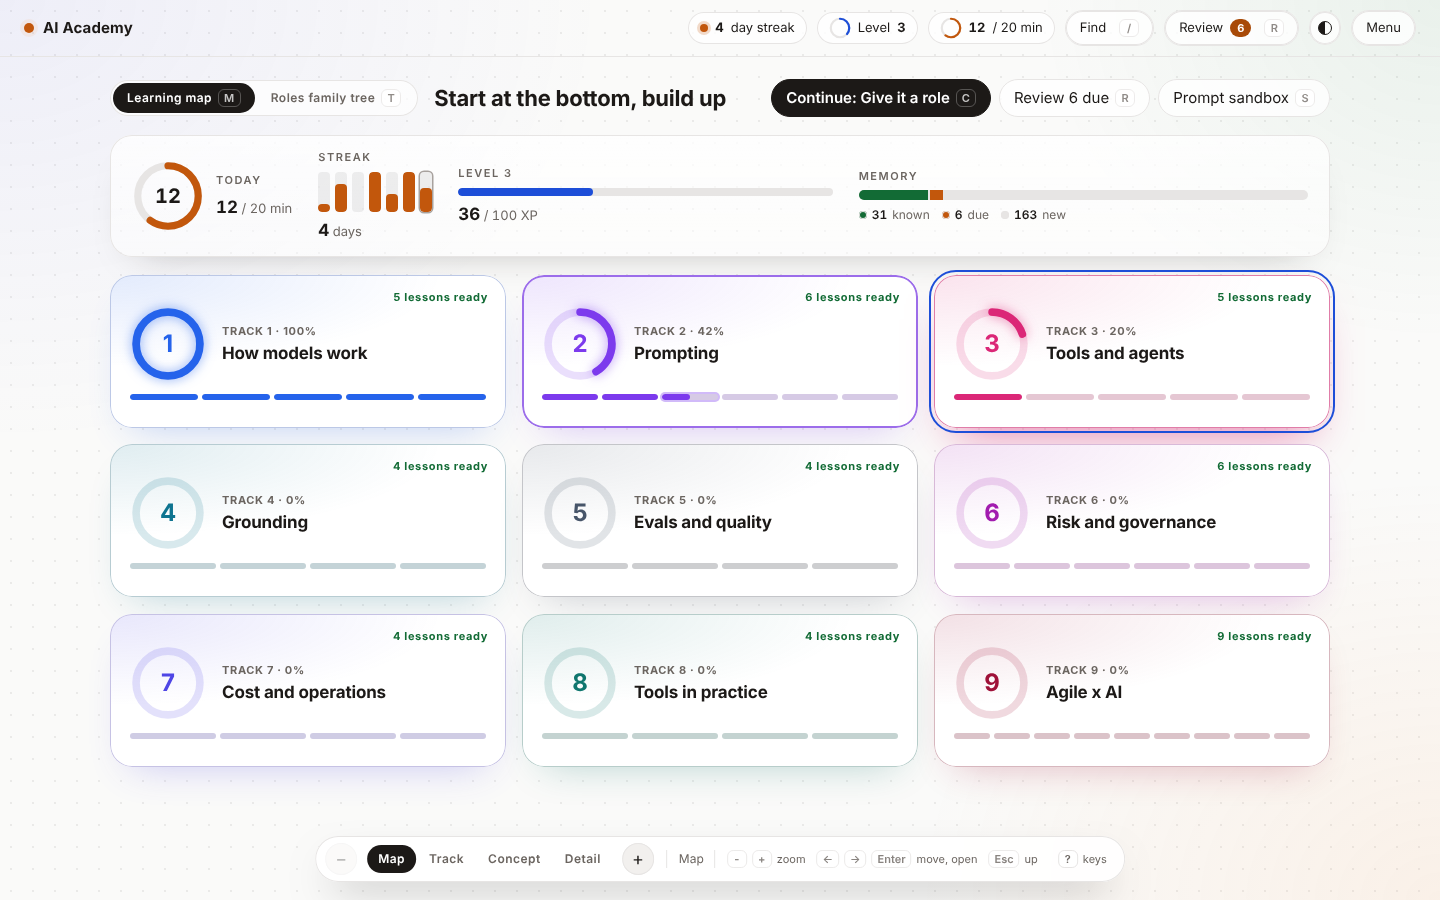 AI Academy
4 day streak
Level 3
12 / 20 min
Find /
Review 6 R
Menu
Learning map M
Roles family tree T
Start at the bottom, build up
Continue: Give it a role C
Review 6 due R
Prompt sandbox S
12
TODAY
12 / 20 min
STREAK
4 days
LEVEL 3
36 / 100 XP
MEMORY
31 known 6 due 163 new
5 lessons ready
1
TRACK 1 · 100%
How models work
6 lessons ready
2
TRACK 2 · 42%
Prompting
5 lessons ready
3
TRACK 3 · 20%
Tools and agents
4 lessons ready
4
TRACK 4 · 0%
Grounding
4 lessons ready
5
TRACK 5 · 0%
Evals and quality
6 lessons ready
6
TRACK 6 · 0%
Risk and governance
4 lessons ready
7
TRACK 7 · 0%
Cost and operations
4 lessons ready
8
TRACK 8 · 0%
Tools in practice
9 lessons ready
9
TRACK 9 · 0%
Agile x AI
− Map Track Concept Detail + Map - + zoom ← → Enter move, open Esc up ? keys